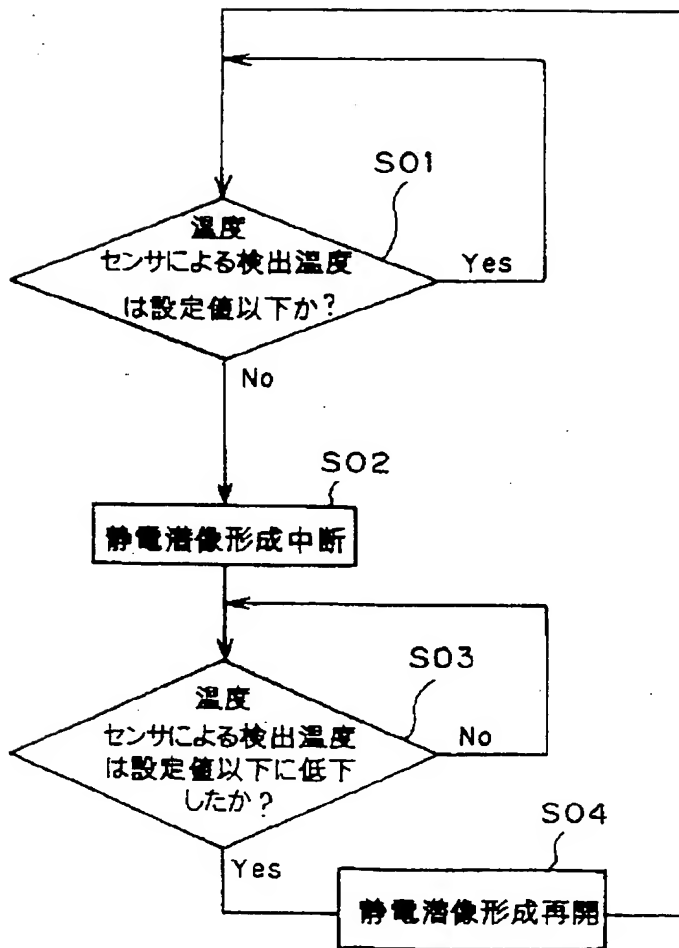 S01
温度
センサによる検出温度
は設定値以下か?
Yes
No
S02
静電潜像形成中断
S03
温度
センサによる検出温度
は設定値以下に低下
したか?
No
Yes
S04
静電潜像形成再開